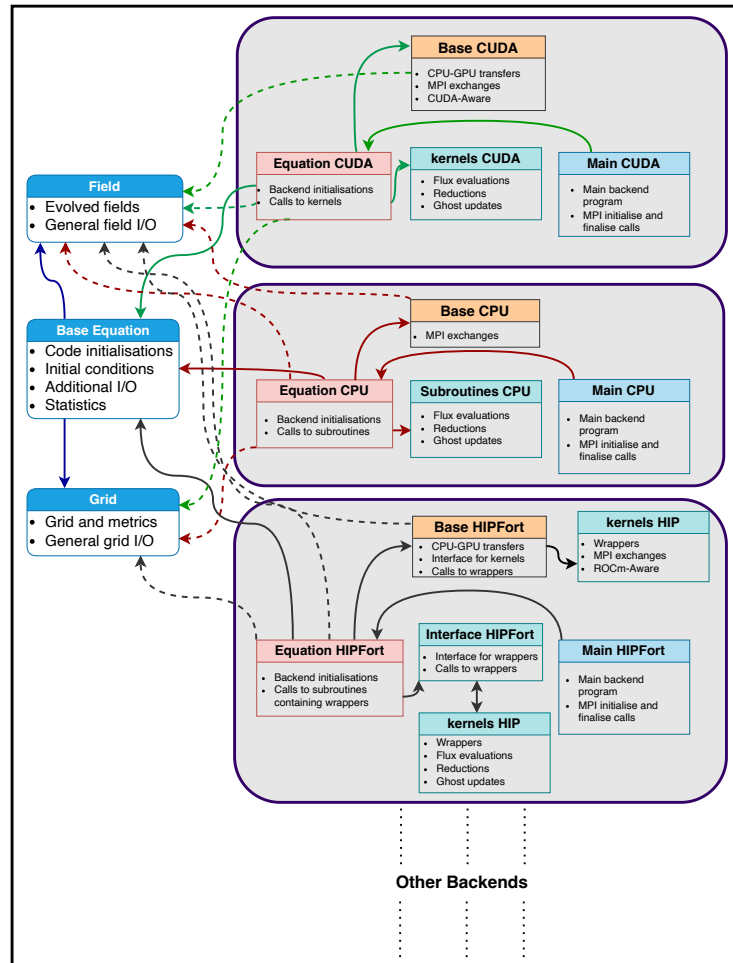 Base CUDA
• CPU-GPU transfers
• MPI exchanges
• CUDA-Aware
Equation CUDA
• Backend initialisations
• Calls to kernels
kernels CUDA
• Flux evaluations
• Reductions
• Ghost updates
Main CUDA
• Main backend
program
• MPI initialise and
finalise calls
Field
• Evolved fields
• General field I/O
Base Equation
• Code initialisations
• Initial conditions
• Additional I/O
• Statistics
Grid
• Grid and metrics
• General grid I/O
Base CPU
• MPI exchanges
Equation CPU
• Backend initialisations
• Calls to subroutines
Subroutines CPU
• Flux evaluations
• Reductions
• Ghost updates
Main CPU
• Main backend
program
• MPI initialise and
finalise calls
Base HIPFort
• CPU-GPU transfers
• Interface for kernels
• Calls to wrappers
kernels HIP
• Wrappers
• MPI exchanges
• ROCm-Aware
Equation HIPFort
• Backend initialisations
• Calls to subroutines
containing wrappers
Interface HIPFort
• Interface for wrappers
• Calls to wrappers
Main HIPFort
• Main backend
program
• MPI initialise and
finalise calls
kernels HIP
• Wrappers
• Flux evaluations
• Reductions
• Ghost updates
Other Backends